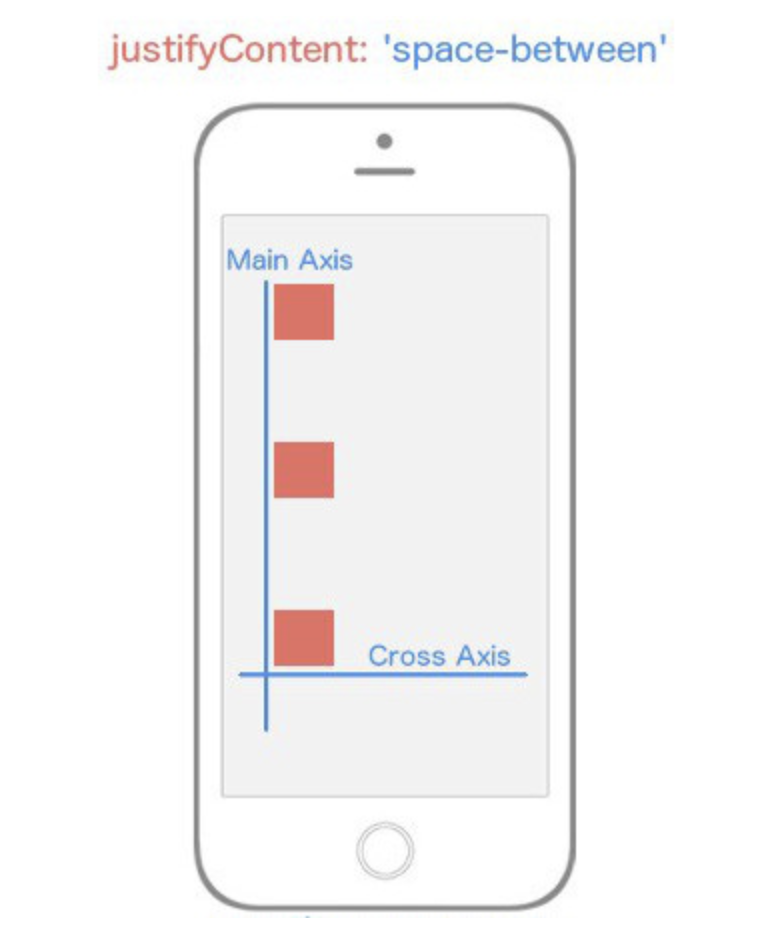 justifyContent: 'space-between'
Main Axis
Cross Axis